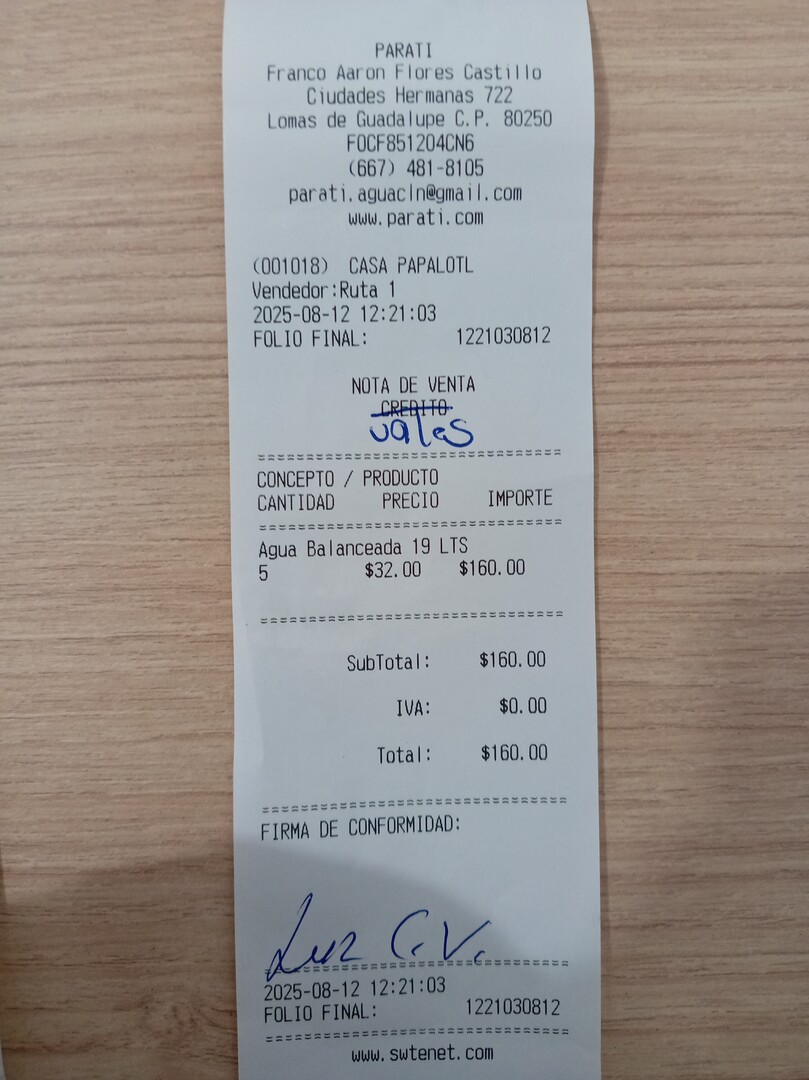 PARATI
Franco Aaron Flores Castillo
Ciudades Hermanas 722
Lomas de Guadalupe C.P. 80250
FOCF851204CN6
(667) 481-8105
parati.aguacln@gmail.com
www.parati.com
(001018) CASA PAPALOTL
Vendedor:Ruta 1
2025-08-12 12:21:03
FOLIO FINAL: 1221030812
NOTA DE VENTA
CREDITO
vales
==============================
CONCEPTO / PRODUCTO
CANTIDAD PRECIO IMPORTE
==============================
Agua Balanceada 19 LTS
5 $32.00 $160.00
==============================
SubTotal: $160.00
IVA: $0.00
Total: $160.00
==============================
FIRMA DE CONFORMIDAD:
Luz C.V.
==============================
2025-08-12 12:21:03
FOLIO FINAL: 1221030812
==============================
www.swtenet.com